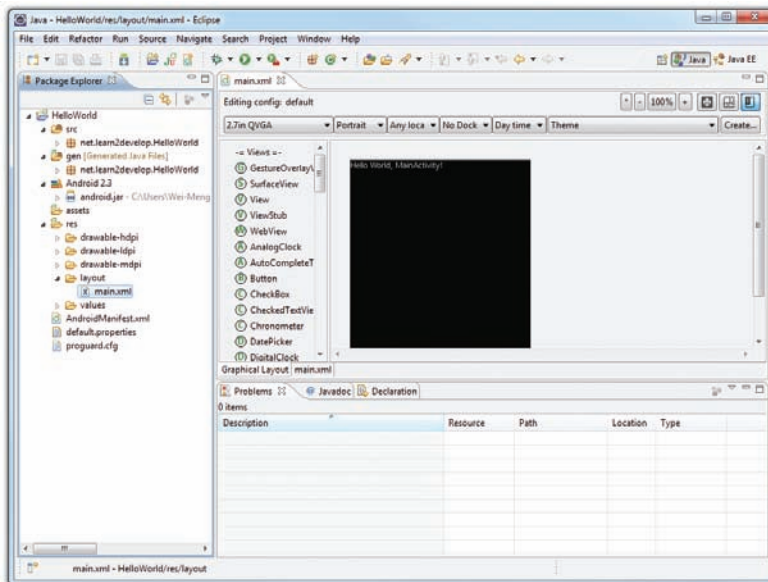 Java - HelloWorld/res/layout/main.xml - Eclipse
File Edit Refactor Run Source Navigate Search Project Window Help
Java Java EE
Package Explorer
HelloWorld
src
net.learn2develop.HelloWorld
gen [Generated Java Files]
net.learn2develop.HelloWorld
Android 2.3
android.jar - C:\Users\Wei-Meng
assets
res
drawable-hdpi
drawable-ldpi
drawable-mdpi
layout
main.xml
values
AndroidManifest.xml
default.properties
proguard.cfg
main.xml
Editing config: default
100%
2.7in QVGA Portrait Any loca No Dock Day time Theme Create...
-= Views =-
GestureOverlayV
SurfaceView
View
ViewStub
WebView
AnalogClock
AutoCompleteT
Button
CheckBox
CheckedTextVie
Chronometer
DatePicker
DigitalClock
Hello World, MainActivity!
Graphical Layout main.xml
Problems Javadoc Declaration
0 items
Description Resource Path Location Type
main.xml - HelloWorld/res/layout